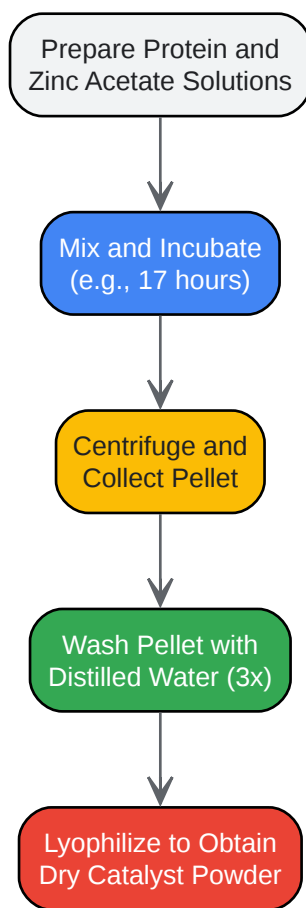 Prepare Protein and
Zinc Acetate Solutions
Mix and Incubate
(e.g., 17 hours)
Centrifuge and
Collect Pellet
Wash Pellet with
Distilled Water (3x)
Lyophilize to Obtain
Dry Catalyst Powder